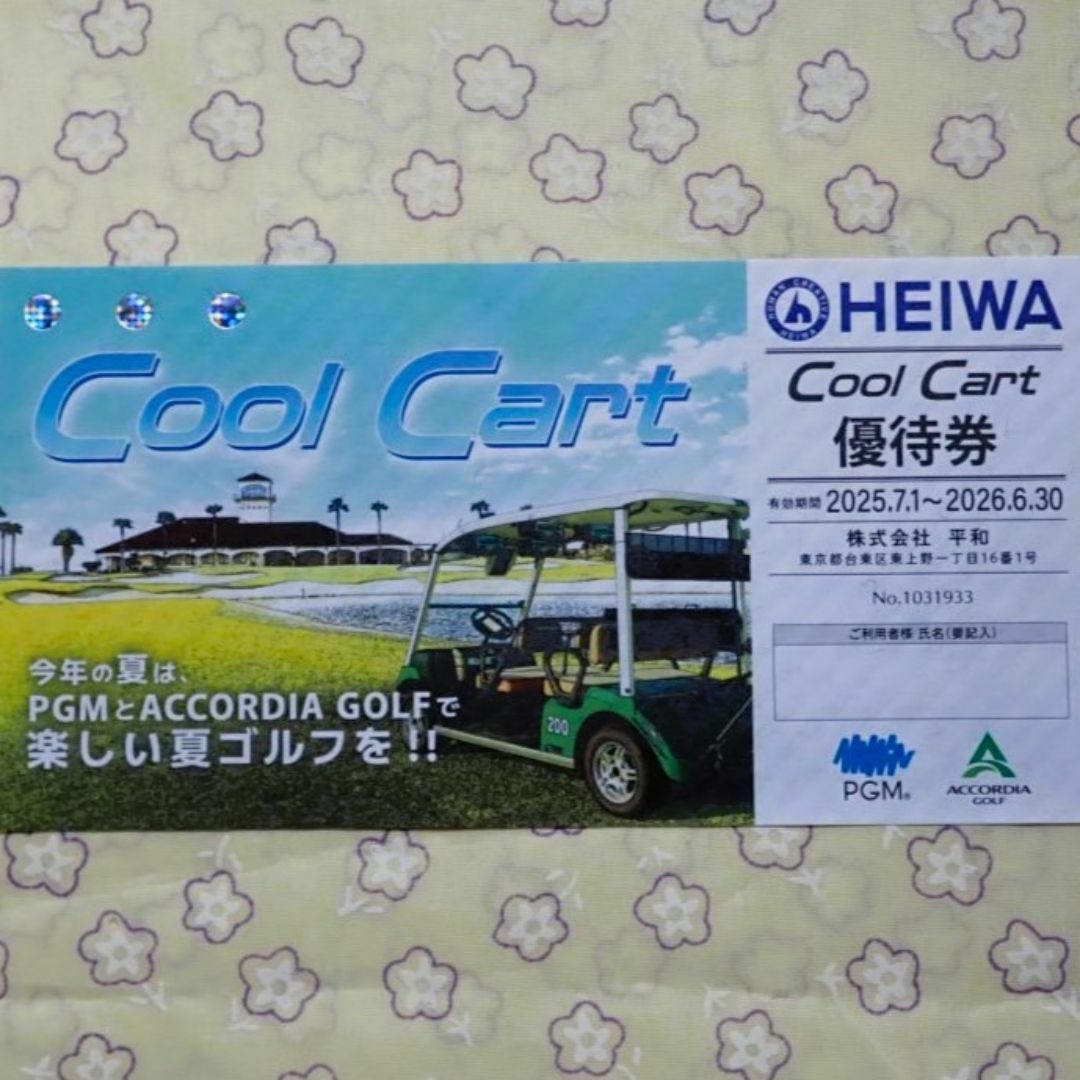 Cool Cart
今年の夏は、
PGMとACCORDIA GOLFで
楽しい夏ゴルフを!!
200
HUMAN CREATIVE
HEIWA
HEIWA
Cool Cart
優待券
有効期間 2025.7.1〜2026.6.30
株式会社 平和
東京都台東区東上野一丁目16番1号
No.1031933
ご利用者様 氏名(要記入)
PGM®
ACCORDIA
GOLF